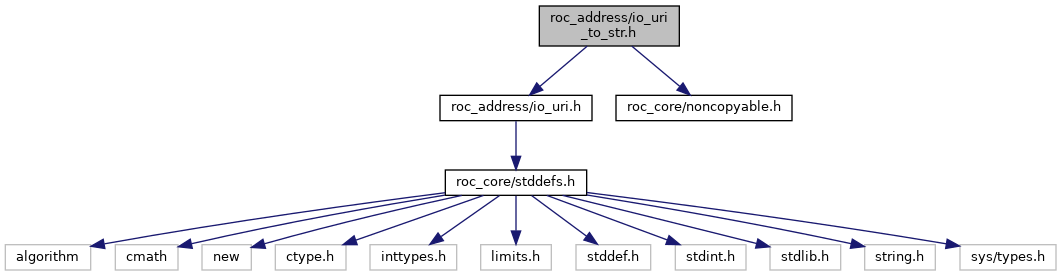 roc_address/io_uri
_to_str.h
roc_address/io_uri.h
roc_core/noncopyable.h
roc_core/stddefs.h
algorithm
cmath
new
ctype.h
inttypes.h
limits.h
stddef.h
stdint.h
stdlib.h
string.h
sys/types.h